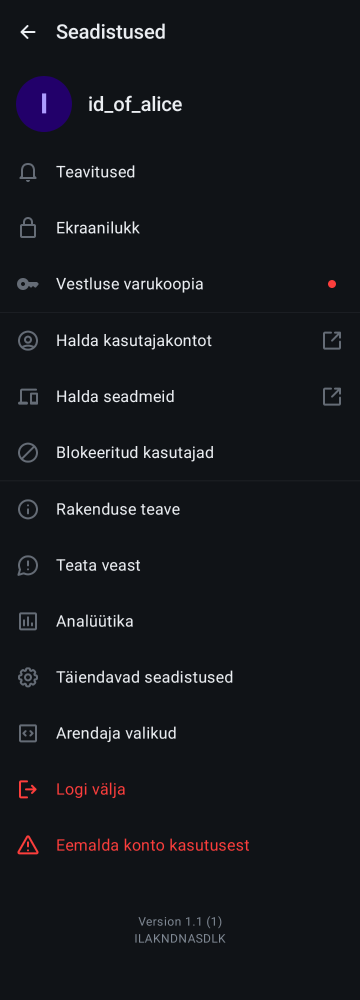 Seadistused
I
id_of_alice
Teavitused
Ekraanilukk
Vestluse varukoopia
Halda kasutajakontot
Halda seadmeid
Blokeeritud kasutajad
Rakenduse teave
Teata veast
Analüütika
Täiendavad seadistused
Arendaja valikud
Logi välja
Eemalda konto kasutusest
Version 1.1 (1)
ILAKNDNASDLK